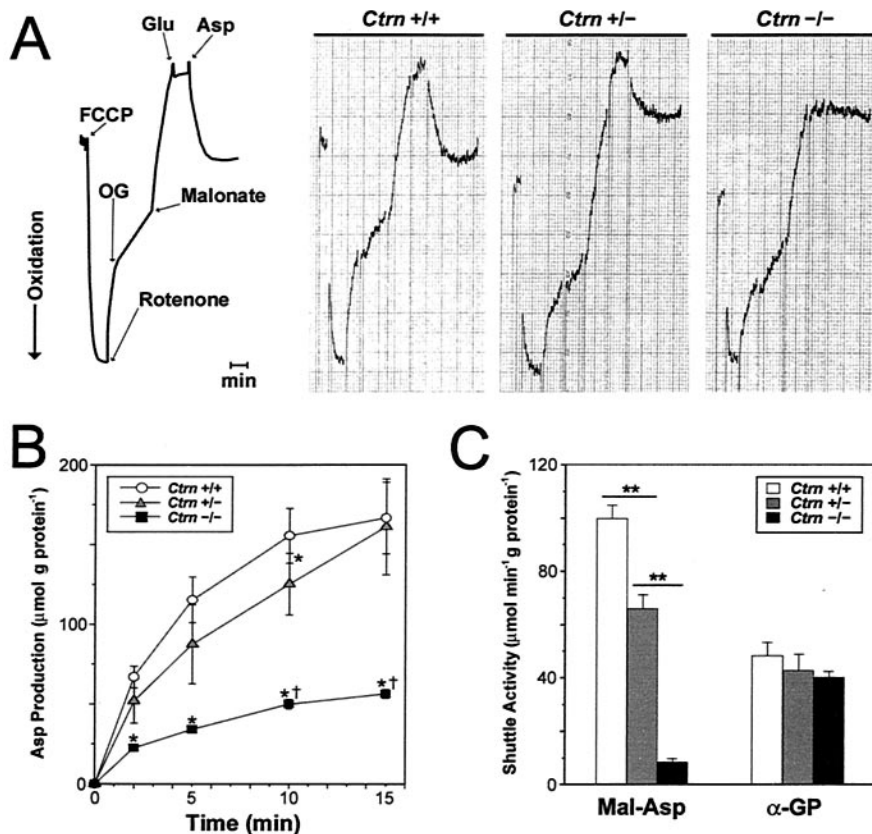 A
Glu
Asp
FCCP
OG
Malonate
Rotenone
Oxidation
min
Ctrn +/+
Ctrn +/−
Ctrn −/−
B
Asp Production (μmol g protein⁻¹)
200
100
0
Ctrn +/+
Ctrn +/−
Ctrn −/−
*
*
*
*†
*†
0
5
10
15
Time (min)
C
Shuttle Activity (μmol min⁻¹ g protein⁻¹)
120
80
40
0
**
**
Ctrn +/+
Ctrn +/−
Ctrn −/−
Mal-Asp
α-GP